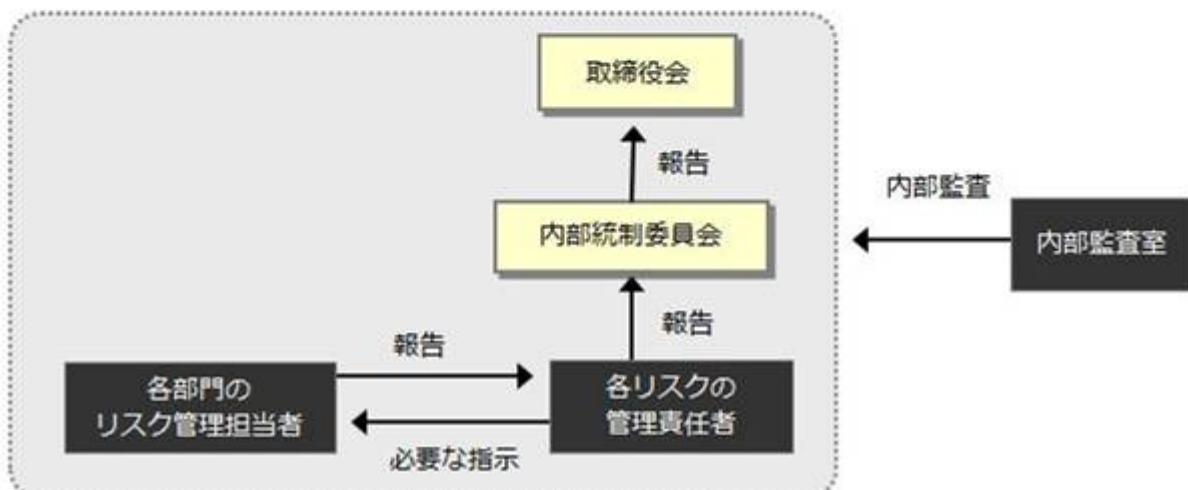 取締役会
報告
内部監査
内部統制委員会
内部監査室
報告
報告
各部門の
リスク管理担当者
各リスクの
管理責任者
必要な指示